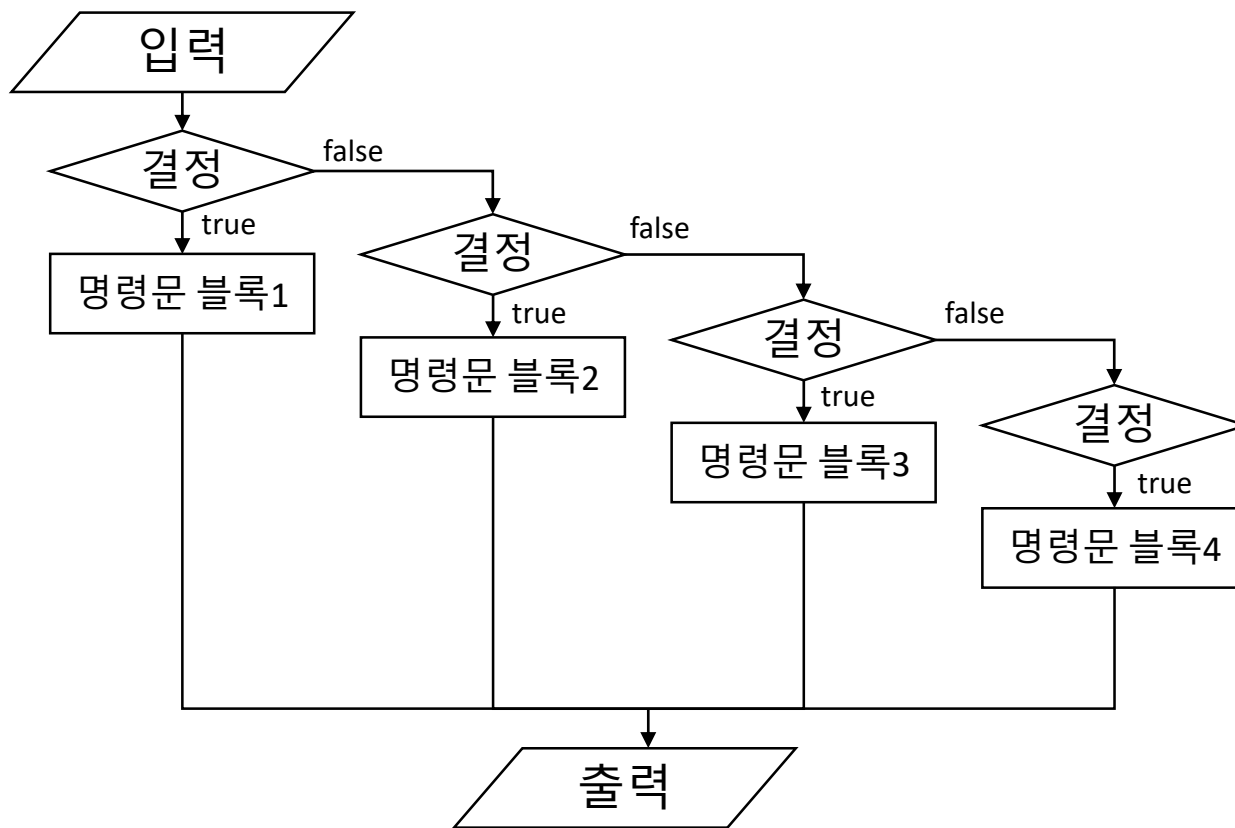 입력
결정
false
true
명령문 블록1
결정
false
true
명령문 블록2
결정
false
true
명령문 블록3
결정
true
명령문 블록4
출력